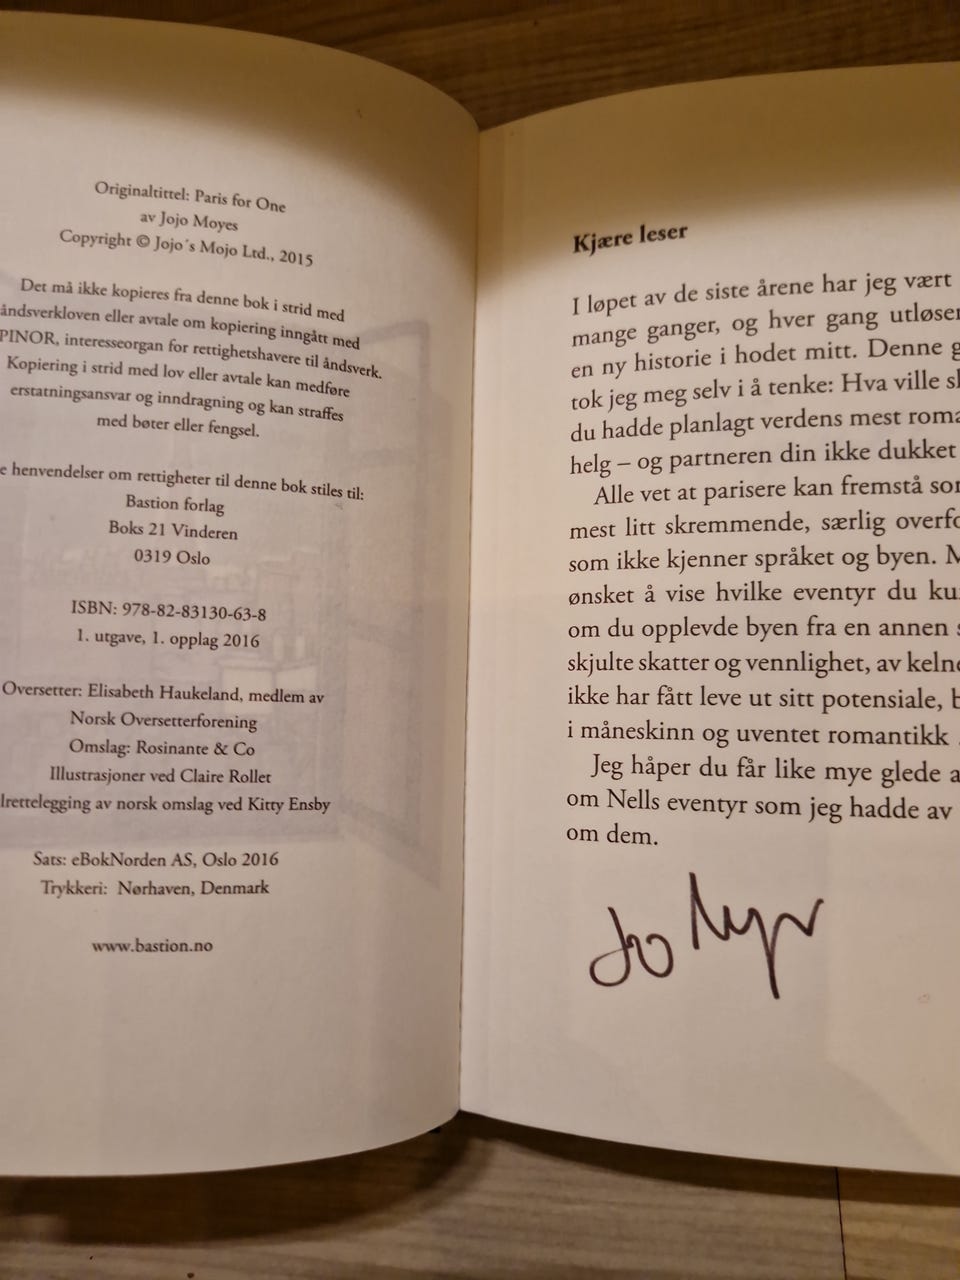 Originaltittel: Paris for One
av Jojo Moyes
Copyright © Jojo´s Mojo Ltd., 2015
Det må ikke kopieres fra denne bok i strid med
åndsverkloven eller avtale om kopiering inngått med
PINOR, interesseorgan for rettighetshavere til åndsverk.
Kopiering i strid med lov eller avtale kan medføre
erstatningsansvar og inndragning og kan straffes
med bøter eller fengsel.
e henvendelser om rettigheter til denne bok stiles til:
Bastion forlag
Boks 21 Vinderen
0319 Oslo
ISBN: 978-82-83130-63-8
1. utgave, 1. opplag 2016
Oversetter: Elisabeth Haukeland, medlem av
Norsk Oversetterforening
Omslag: Rosinante & Co
Illustrasjoner ved Claire Rollet
lrettelegging av norsk omslag ved Kitty Ensby
Sats: eBokNorden AS, Oslo 2016
Trykkeri: Nørhaven, Denmark
www.bastion.no
Kjære leser
I løpet av de siste årene har jeg vært
mange ganger, og hver gang utløser
en ny historie i hodet mitt. Denne g
tok jeg meg selv i å tenke: Hva ville sk
du hadde planlagt verdens mest roma
helg – og partneren din ikke dukket
Alle vet at parisere kan fremstå som
mest litt skremmende, særlig overfo
som ikke kjenner språket og byen. M
ønsket å vise hvilke eventyr du ku
om du opplevde byen fra en annen s
skjulte skatter og vennlighet, av kelne
ikke har fått leve ut sitt potensiale, b
i måneskinn og uventet romantikk .
Jeg håper du får like mye glede a
om Nells eventyr som jeg hadde av
om dem.